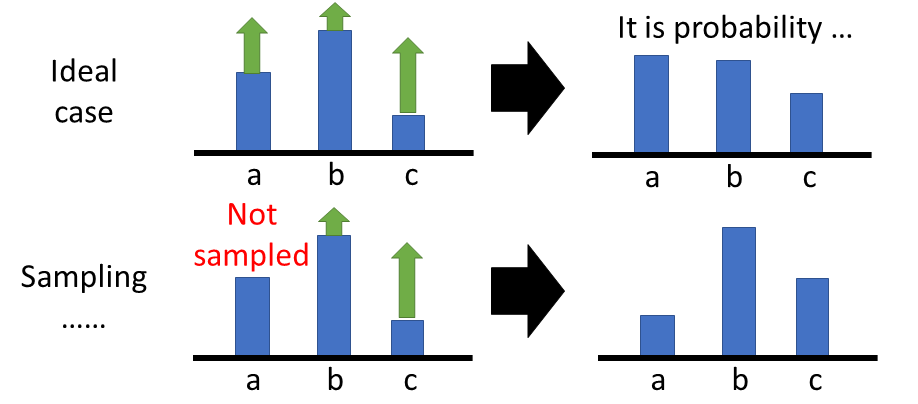 Ideal
case
a
b
c
It is probability ...
a
b
c
Sampling
......
Not
sampled
a
b
c
a
b
c